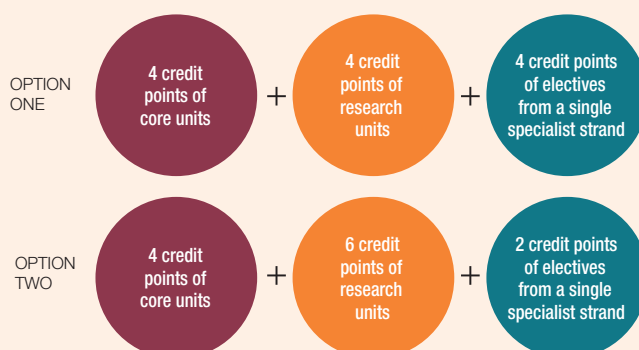 OPTION
ONE
4 credit
points of
core units
+
4 credit
points of
research
units
+
4 credit points
of electives
from a single
specialist strand
OPTION
TWO
4 credit
points of
core units
+
6 credit
points of
research
units
+
2 credit points
of electives
from a single
specialist strand